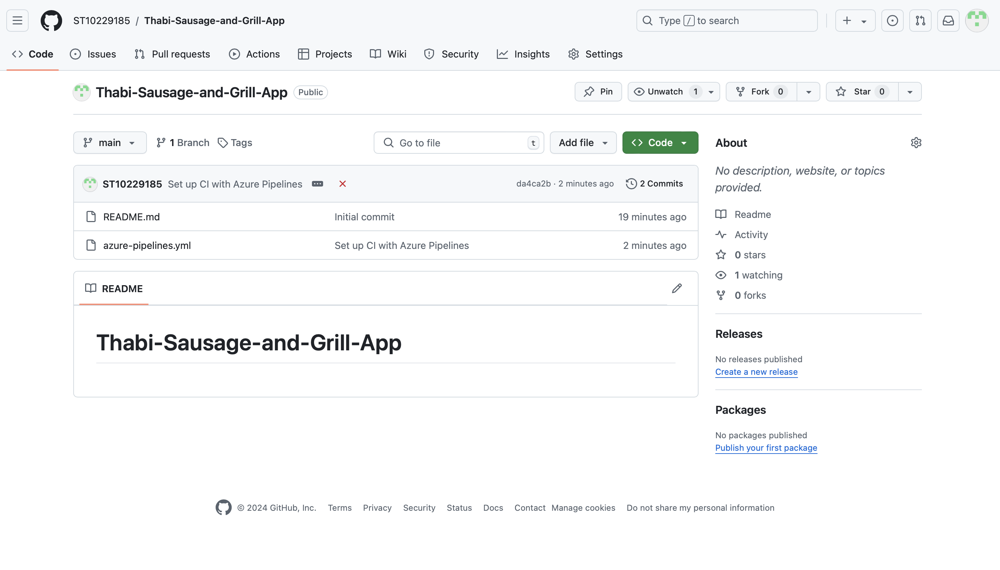 ST10229185 / Thabi-Sausage-and-Grill-App
Type / to search
Code Issues Pull requests Actions Projects Wiki Security Insights Settings
Thabi-Sausage-and-Grill-App Public
Pin Unwatch 1 Fork 0 Star 0
main 1 Branch Tags Go to file t Add file Code
ST10229185 Set up CI with Azure Pipelines da4ca2b · 2 minutes ago 2 Commits
README.md Initial commit 19 minutes ago
azure-pipelines.yml Set up CI with Azure Pipelines 2 minutes ago
README
Thabi-Sausage-and-Grill-App
About
No description, website, or topics
provided.
Readme
Activity
0 stars
1 watching
0 forks
Releases
No releases published
Create a new release
Packages
No packages published
Publish your first package
© 2024 GitHub, Inc. Terms Privacy Security Status Docs Contact Manage cookies Do not share my personal information